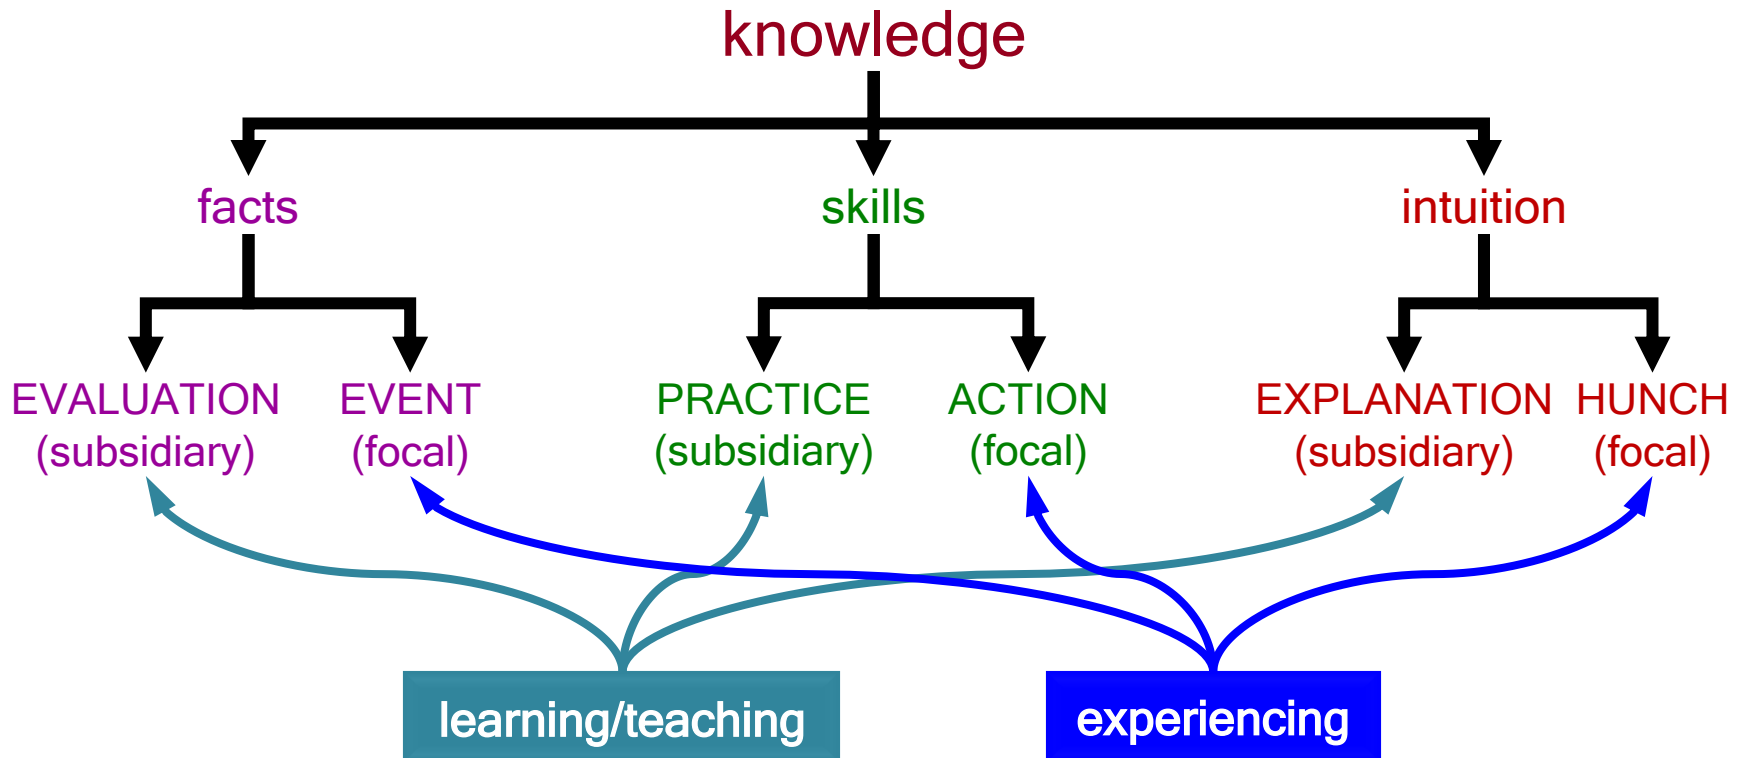 knowledge
facts
skills
intuition
EVALUATION
(subsidiary)
EVENT
(focal)
PRACTICE
(subsidiary)
ACTION
(focal)
EXPLANATION
(subsidiary)
HUNCH
(focal)
learning/teaching
experiencing